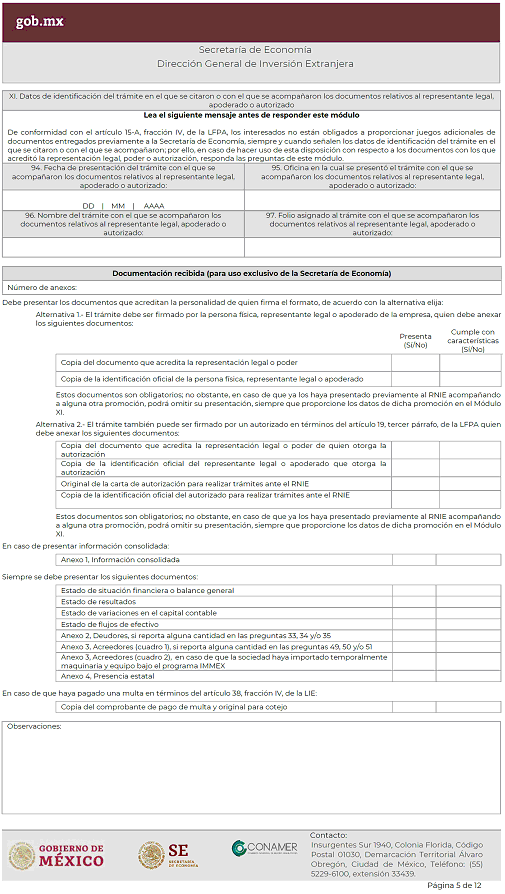 gob.mx
Secretaría de Economía
Dirección General de Inversión Extranjera
XI. Datos de identificación del trámite en que se citaron o con el que se acompañaron los documentos relativos al representante legal,
apoderado o autorizado
Lea el siguiente mensaje antes de responder este módulo
De conformidad con el artículo 15-A, fracción IV, de la LFPA, los interesados no están obligados a proporcionar juegos adicionales de
documentos entregados previamente a la Secretaría de Economía, siempre y cuando señalen los datos de identificación del trámite en el
que se citaron o con el que se acompañaron; por ello, en caso de hacer uso de esta disposición con respecto a los documentos con los que
acreditó la representación legal, poder o autorización, responda las preguntas de este módulo.
94. Fecha de presentación del trámite con el que se
acompañaron los documentos relativos al representante legal,
apoderado o autorizado:
95. Oficina en la cual se presentó el trámite con el que se
acompañaron los documentos relativos al representante legal,
apoderado o autorizado:
DD | MM | AAAA
96. Nombre del trámite con el que se acompañaron los
documentos relativos al representante legal, apoderado o
autorizado:
97. Folio asignado al trámite con el que se acompañaron los
documentos relativos al representante legal, apoderado o
autorizado:
Documentación recibida (para uso exclusivo de la Secretaría de Economía)
Número de anexos:
Debe presentar los documentos que acreditan la personalidad de quien firma el formato, de acuerdo con la alternativa elija:
Alternativa 1.- El trámite debe ser firmado por la persona física, representante legal o apoderado de la empresa, quien debe anexar
los siguientes documentos:
Presenta
(Sí/No)
Cumple con
características
(Sí/No)
Copia del documento que acredita la representación legal o poder
Copia de la identificación oficial de la persona física, representante legal o apoderado
Estos documentos son obligatorios; no obstante, en caso de que ya los haya presentado previamente al RNIE acompañando
a alguna otra promoción, podrá omitir su presentación, siempre que proporcione los datos de dicha promoción en el Módulo
XI.
Alternativa 2.- El trámite también puede ser firmado por un autorizado en términos del artículo 19, tercer párrafo, de la LFPA quien
debe anexar los siguientes documentos:
Copia del documento que acredita la representación legal o poder de quien otorga la
autorización
Copia de la identificación oficial del representante legal o apoderado que otorga la
autorización
Original de la carta de autorización para realizar trámites ante el RNIE
Copia de la identificación oficial del autorizado para realizar trámites ante el RNIE
Estos documentos son obligatorios; no obstante, en caso de que ya los haya presentado previamente al RNIE acompañando
a alguna otra promoción, podrá omitir su presentación, siempre que proporcione los datos de dicha promoción en el Módulo
XI.
En caso de presentar información consolidada:
Anexo 1, Información consolidada
Siempre se debe presentar los siguientes documentos:
Estado de situación financiera o balance general
Estado de resultados
Estado de variaciones en el capital contable
Estado de flujos de efectivo
Anexo 2, Deudores, si reporta alguna cantidad en las preguntas 33, 34 y/o 35
Anexo 3, Acreedores (cuadro 1), si reporta alguna cantidad en las preguntas 49, 50 y/o 51
Anexo 3, Acreedores (cuadro 2), en caso de que la sociedad haya importado temporalmente
maquinaria y equipo bajo el programa IMMEX
Anexo 4, Presencia estatal
En caso de que haya pagado una multa en términos del artículo 38, fracción IV, de la LIE:
Copia del comprobante de pago de multa y original para cotejo
Observaciones:
GOBIERNO DE
MÉXICO
SE
SECRETARÍA
DE ECONOMÍA
CONAMER
Contacto:
Insurgentes Sur 1940, Colonia Florida, Código
Postal 01030, Demarcación Territorial Álvaro
Obregón, Ciudad de México, Teléfono: (55)
5229-6100, extensión 33439.
Página 5 de 12